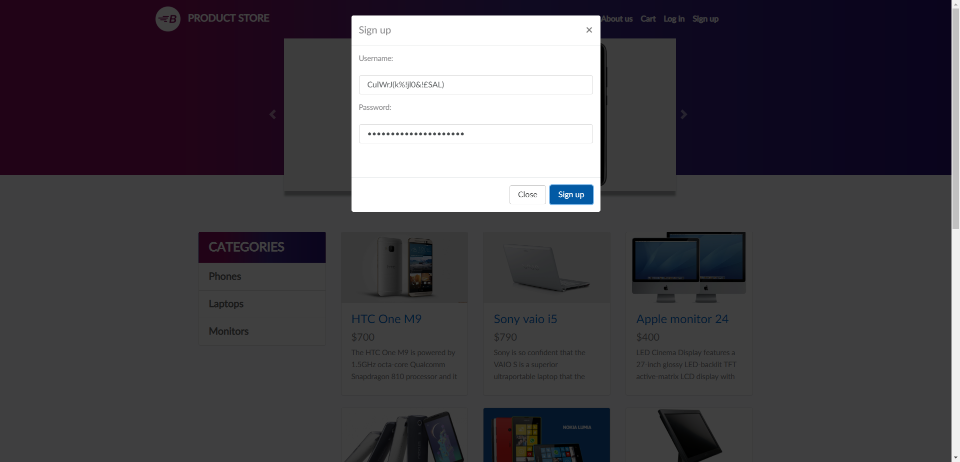 PRODUCT STORE
About us Cart Log in Sign up
Sign up ×
Username:
CulWrJ(k%!jl0&!£SAL)
Password:
Close Sign up
CATEGORIES
Phones
Laptops
Monitors
HTC One M9
$700
The HTC One M9 is powered by
1.5GHz octa-core Qualcomm
Snapdragon 810 processor and it
Sony vaio i5
$790
Sony is so confident that the
VAIO S is a superior
ultraportable laptop that the
Apple monitor 24
$400
LED Cinema Display features a
27-inch glossy LED-backlit TFT
active-matrix LCD display with
NOKIA LUMIA